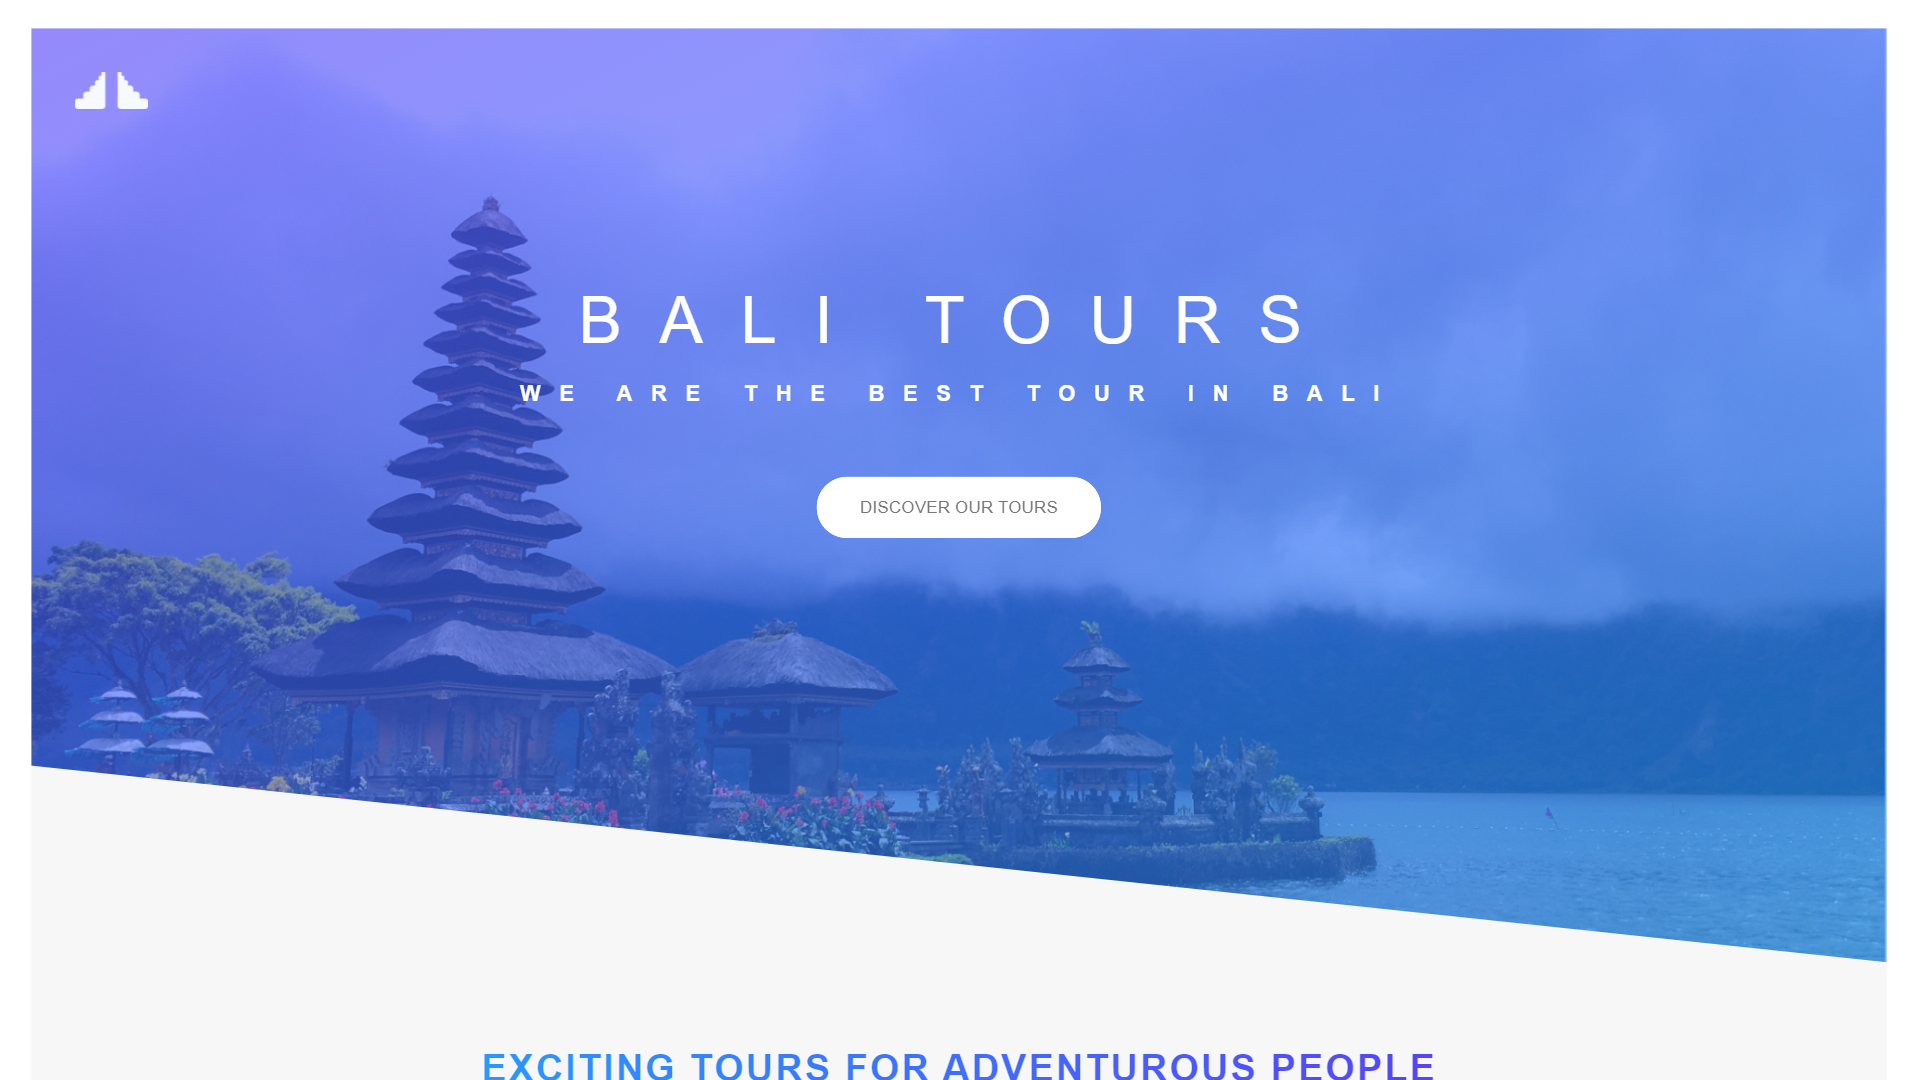 BALI TOURS
WE ARE THE BEST TOUR IN BALI
DISCOVER OUR TOURS
EXCITING TOURS FOR ADVENTUROUS PEOPLE